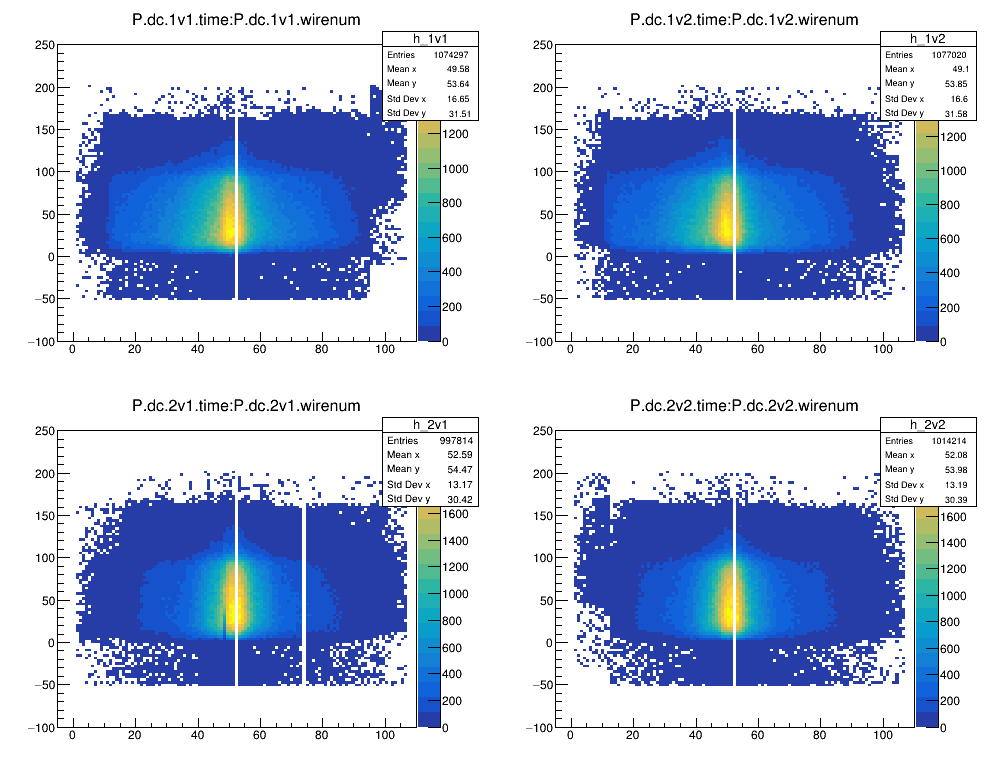 P.dc.1v1.time:P.dc.1v1.wirenum
h_1v1
Entries 1074297
Mean x 49.58
Mean y 53.64
Std Dev x 16.65
Std Dev y 31.51
250
200
150
100
50
0
−50
−100
0 20 40 60 80 100
1200
1000
800
600
400
200
0
P.dc.1v2.time:P.dc.1v2.wirenum
h_1v2
Entries 1077020
Mean x 49.1
Mean y 53.85
Std Dev x 16.6
Std Dev y 31.58
250
200
150
100
50
0
−50
−100
0 20 40 60 80 100
1200
1000
800
600
400
200
0
P.dc.2v1.time:P.dc.2v1.wirenum
h_2v1
Entries 997814
Mean x 52.59
Mean y 54.47
Std Dev x 13.17
Std Dev y 30.42
250
200
150
100
50
0
−50
−100
0 20 40 60 80 100
1600
1400
1200
1000
800
600
400
200
0
P.dc.2v2.time:P.dc.2v2.wirenum
h_2v2
Entries 1014214
Mean x 52.08
Mean y 53.98
Std Dev x 13.19
Std Dev y 30.39
250
200
150
100
50
0
−50
−100
0 20 40 60 80 100
1600
1400
1200
1000
800
600
400
200
0